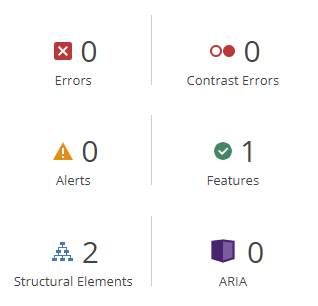 0 0
Errors Contrast Errors
0 1
Alerts Features
2 0
Structural Elements ARIA